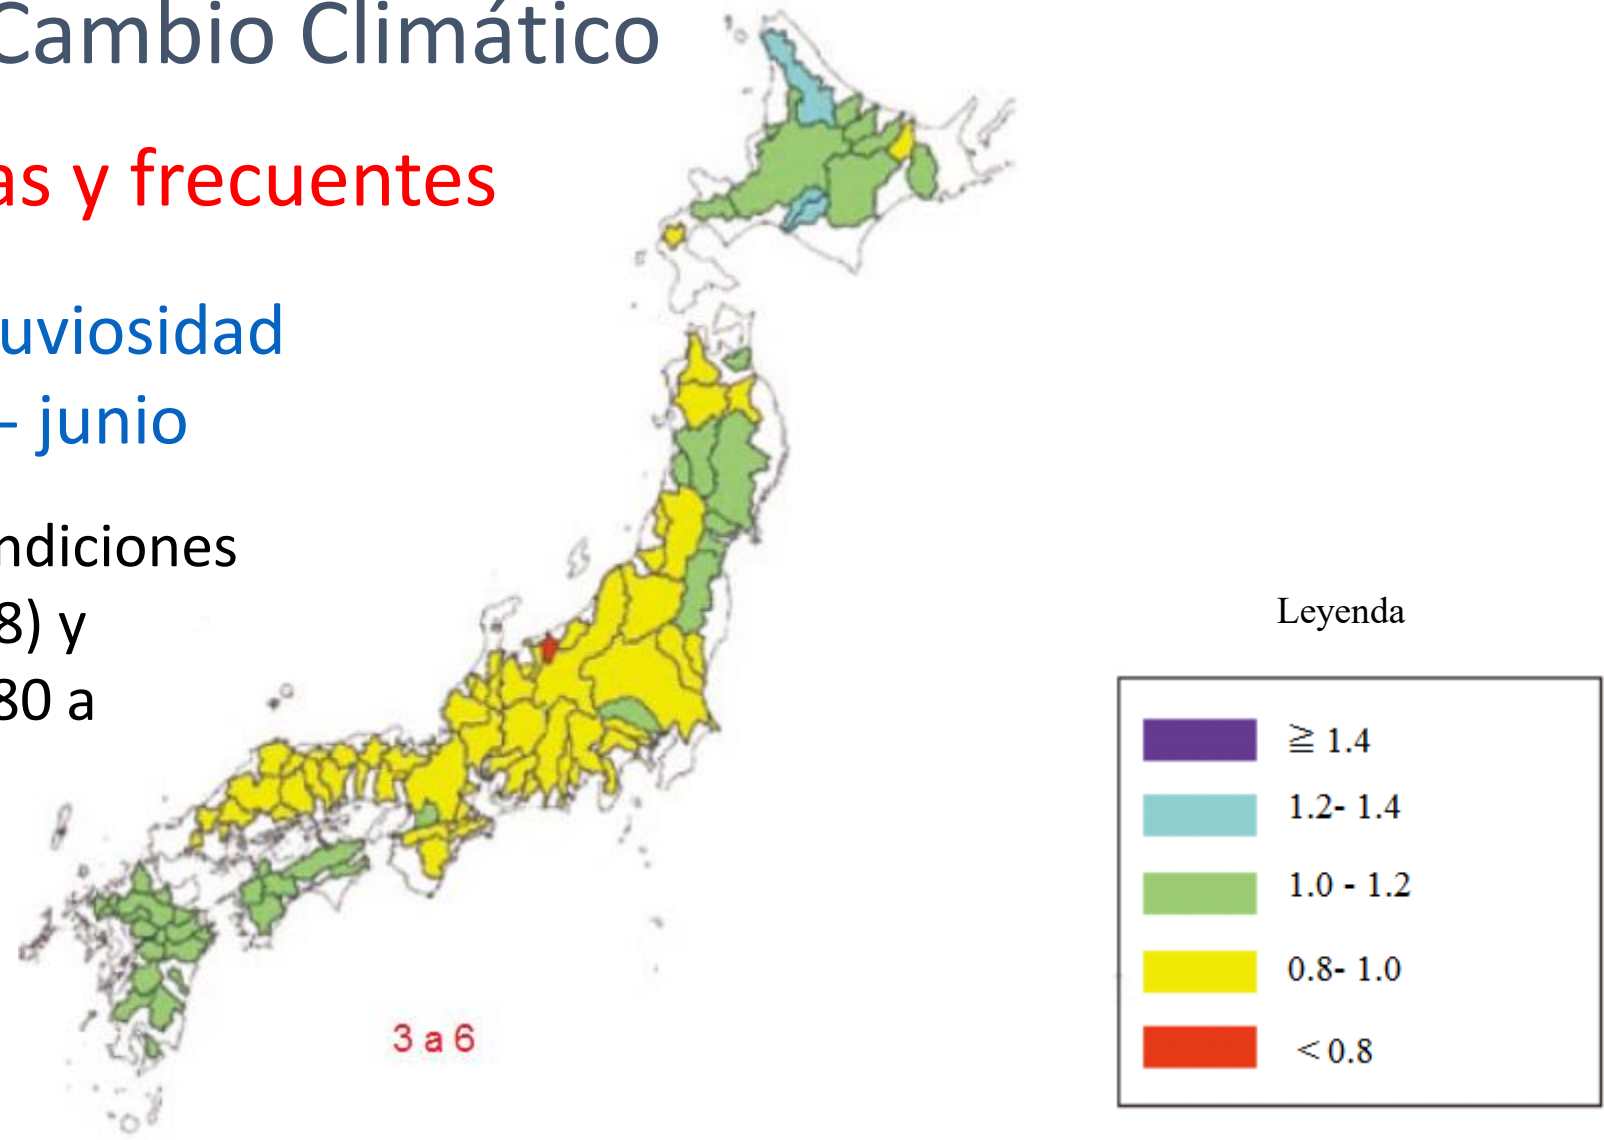 Cambio Climático
as y frecuentes
uviosidad
- junio
ndiciones
8) y
80 a
3 a 6
Leyenda
≧ 1.4
1.2- 1.4
1.0 - 1.2
0.8- 1.0
< 0.8